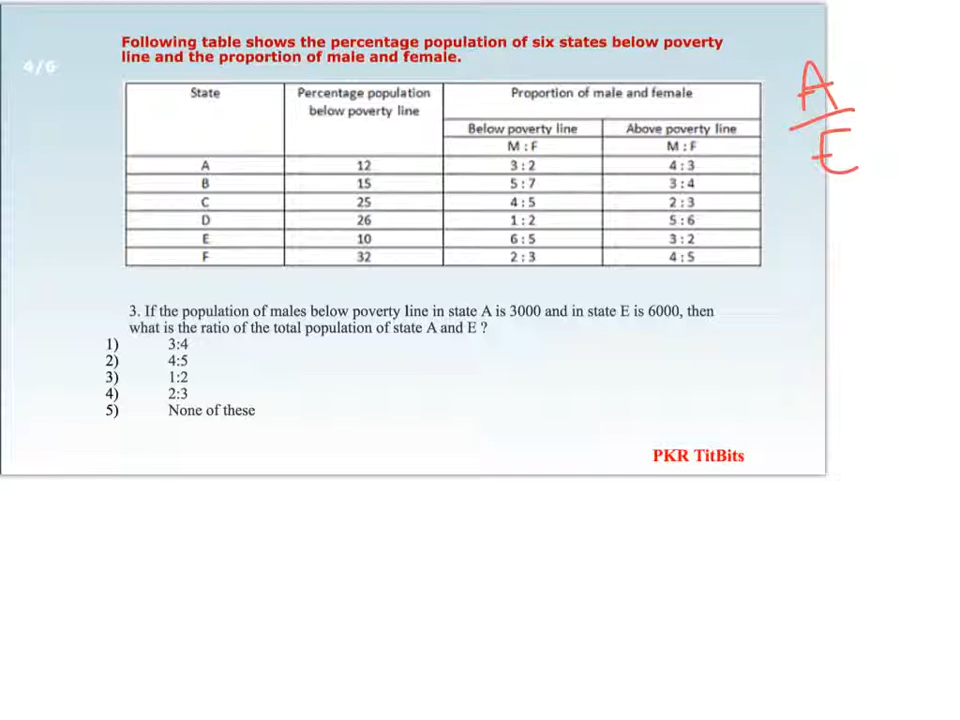 Following table shows the percentage population of six states below poverty
line and the proportion of male and female.
4/6
A
E
State Percentage population below poverty line Proportion of male and female
Below poverty line Above poverty line
M : F M : F
A 12 3 : 2 4 : 3
B 15 5 : 7 3 : 4
C 25 4 : 5 2 : 3
D 26 1 : 2 5 : 6
E 10 6 : 5 3 : 2
F 32 2 : 3 4 : 5
3. If the population of males below poverty line in state A is 3000 and in state E is 6000, then
what is the ratio of the total population of state A and E ?
1) 3:4
2) 4:5
3) 1:2
4) 2:3
5) None of these
PKR TitBits